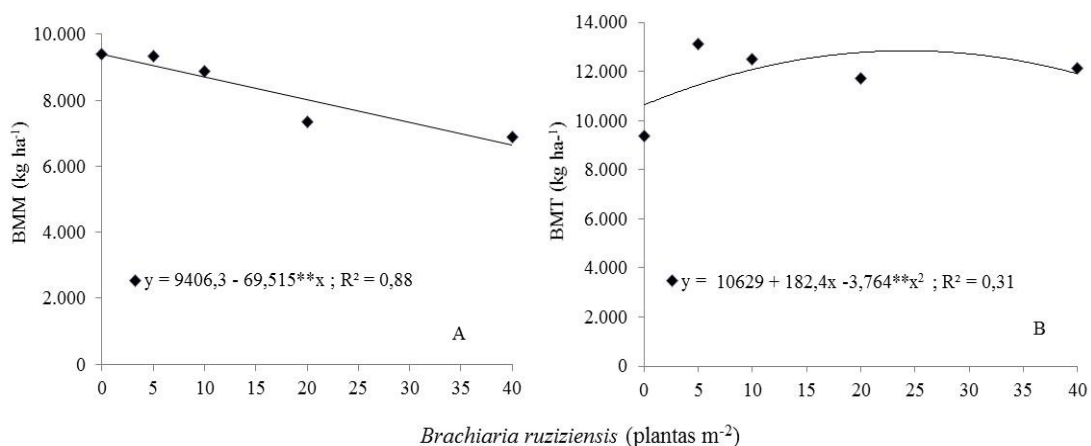 BMM (kg ha⁻¹)
10.000
8.000
6.000
4.000
2.000
0
y = 9406,3 - 69,515**x ; R² = 0,88
A
0 5 10 15 20 25 30 35 40
BMT (kg ha-¹)
14.000
12.000
10.000
8.000
6.000
4.000
2.000
0
y = 10629 + 182,4x -3,764**x² ; R² = 0,31
B
0 5 10 15 20 25 30 35 40
Brachiaria ruziziensis (plantas m⁻²)